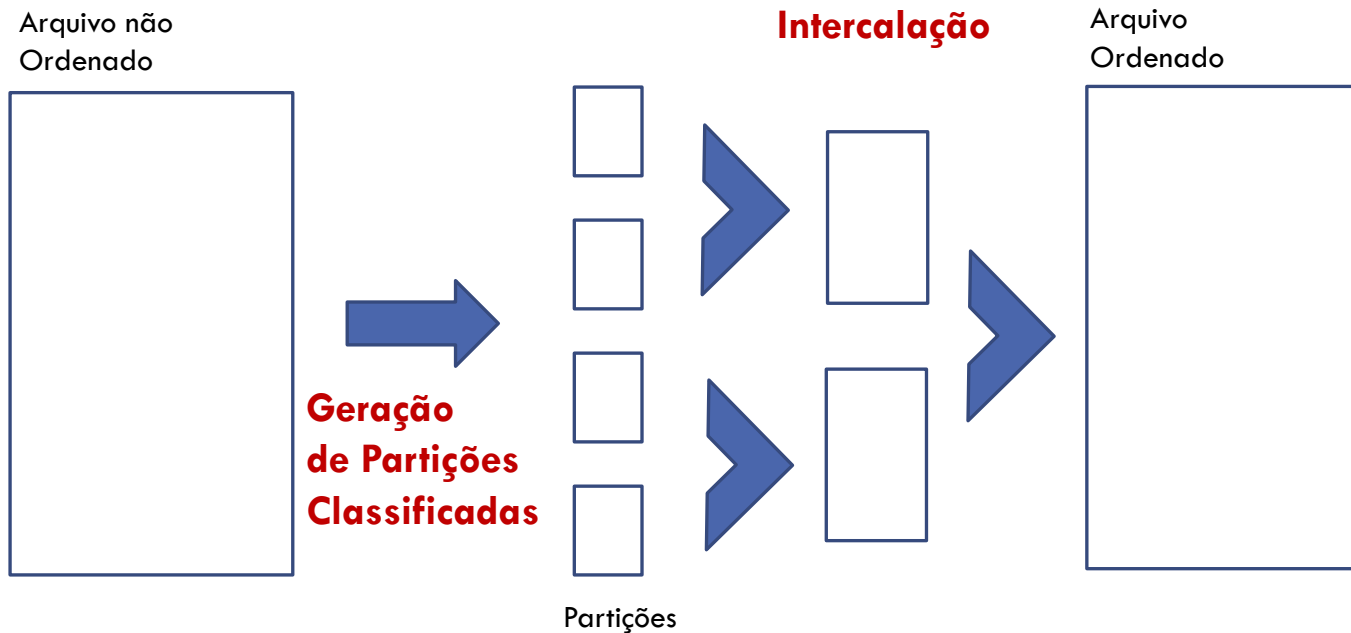 Arquivo não
Ordenado
Intercalação
Arquivo
Ordenado
Geração
de Partições
Classificadas
Partições